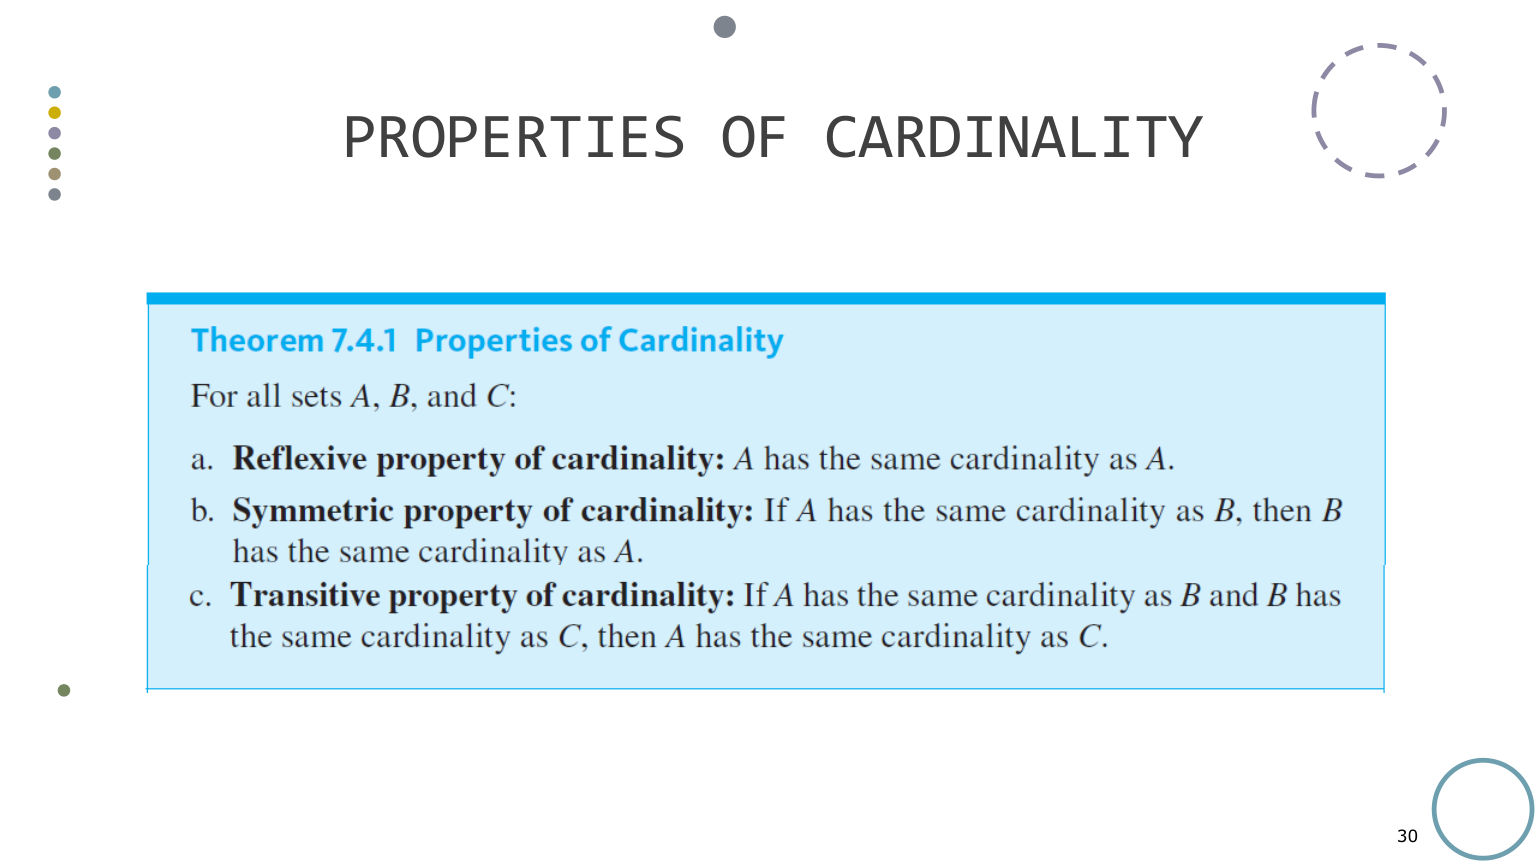 PROPERTIES OF CARDINALITY
Theorem 7.4.1 Properties of Cardinality
For all sets A, B, and C:
a. Reflexive property of cardinality: A has the same cardinality as A.
b. Symmetric property of cardinality: If A has the same cardinality as B, then B
has the same cardinality as A.
c. Transitive property of cardinality: If A has the same cardinality as B and B has
the same cardinality as C, then A has the same cardinality as C.
30